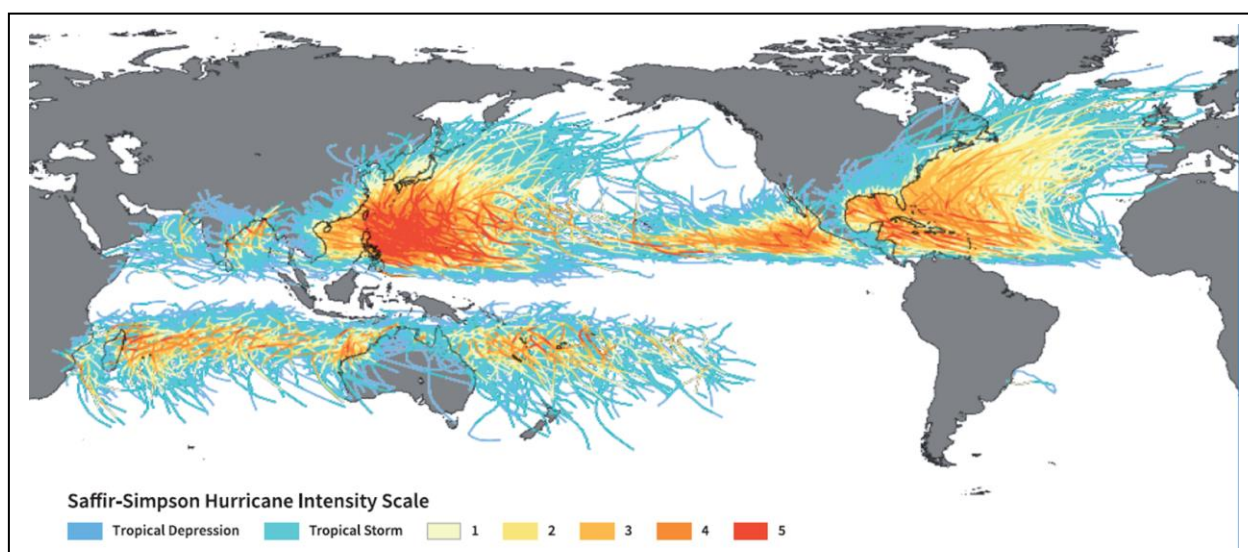 Saffir-Simpson Hurricane Intensity Scale
Tropical Depression Tropical Storm 1 2 3 4 5